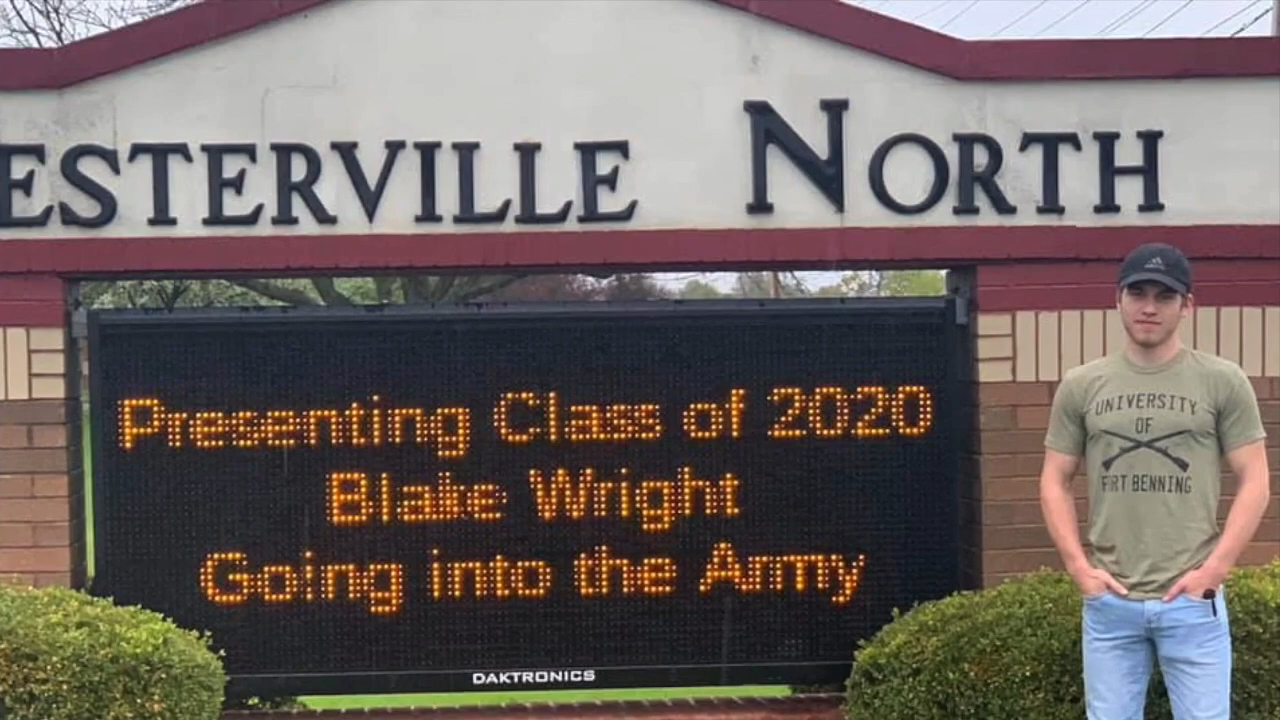 ESTERVILLE NORTH
Presenting Class of 2020
Blake Wright
Going into the Army
DAKTRONICS
UNIVERSITY
OF
FORT BENNING